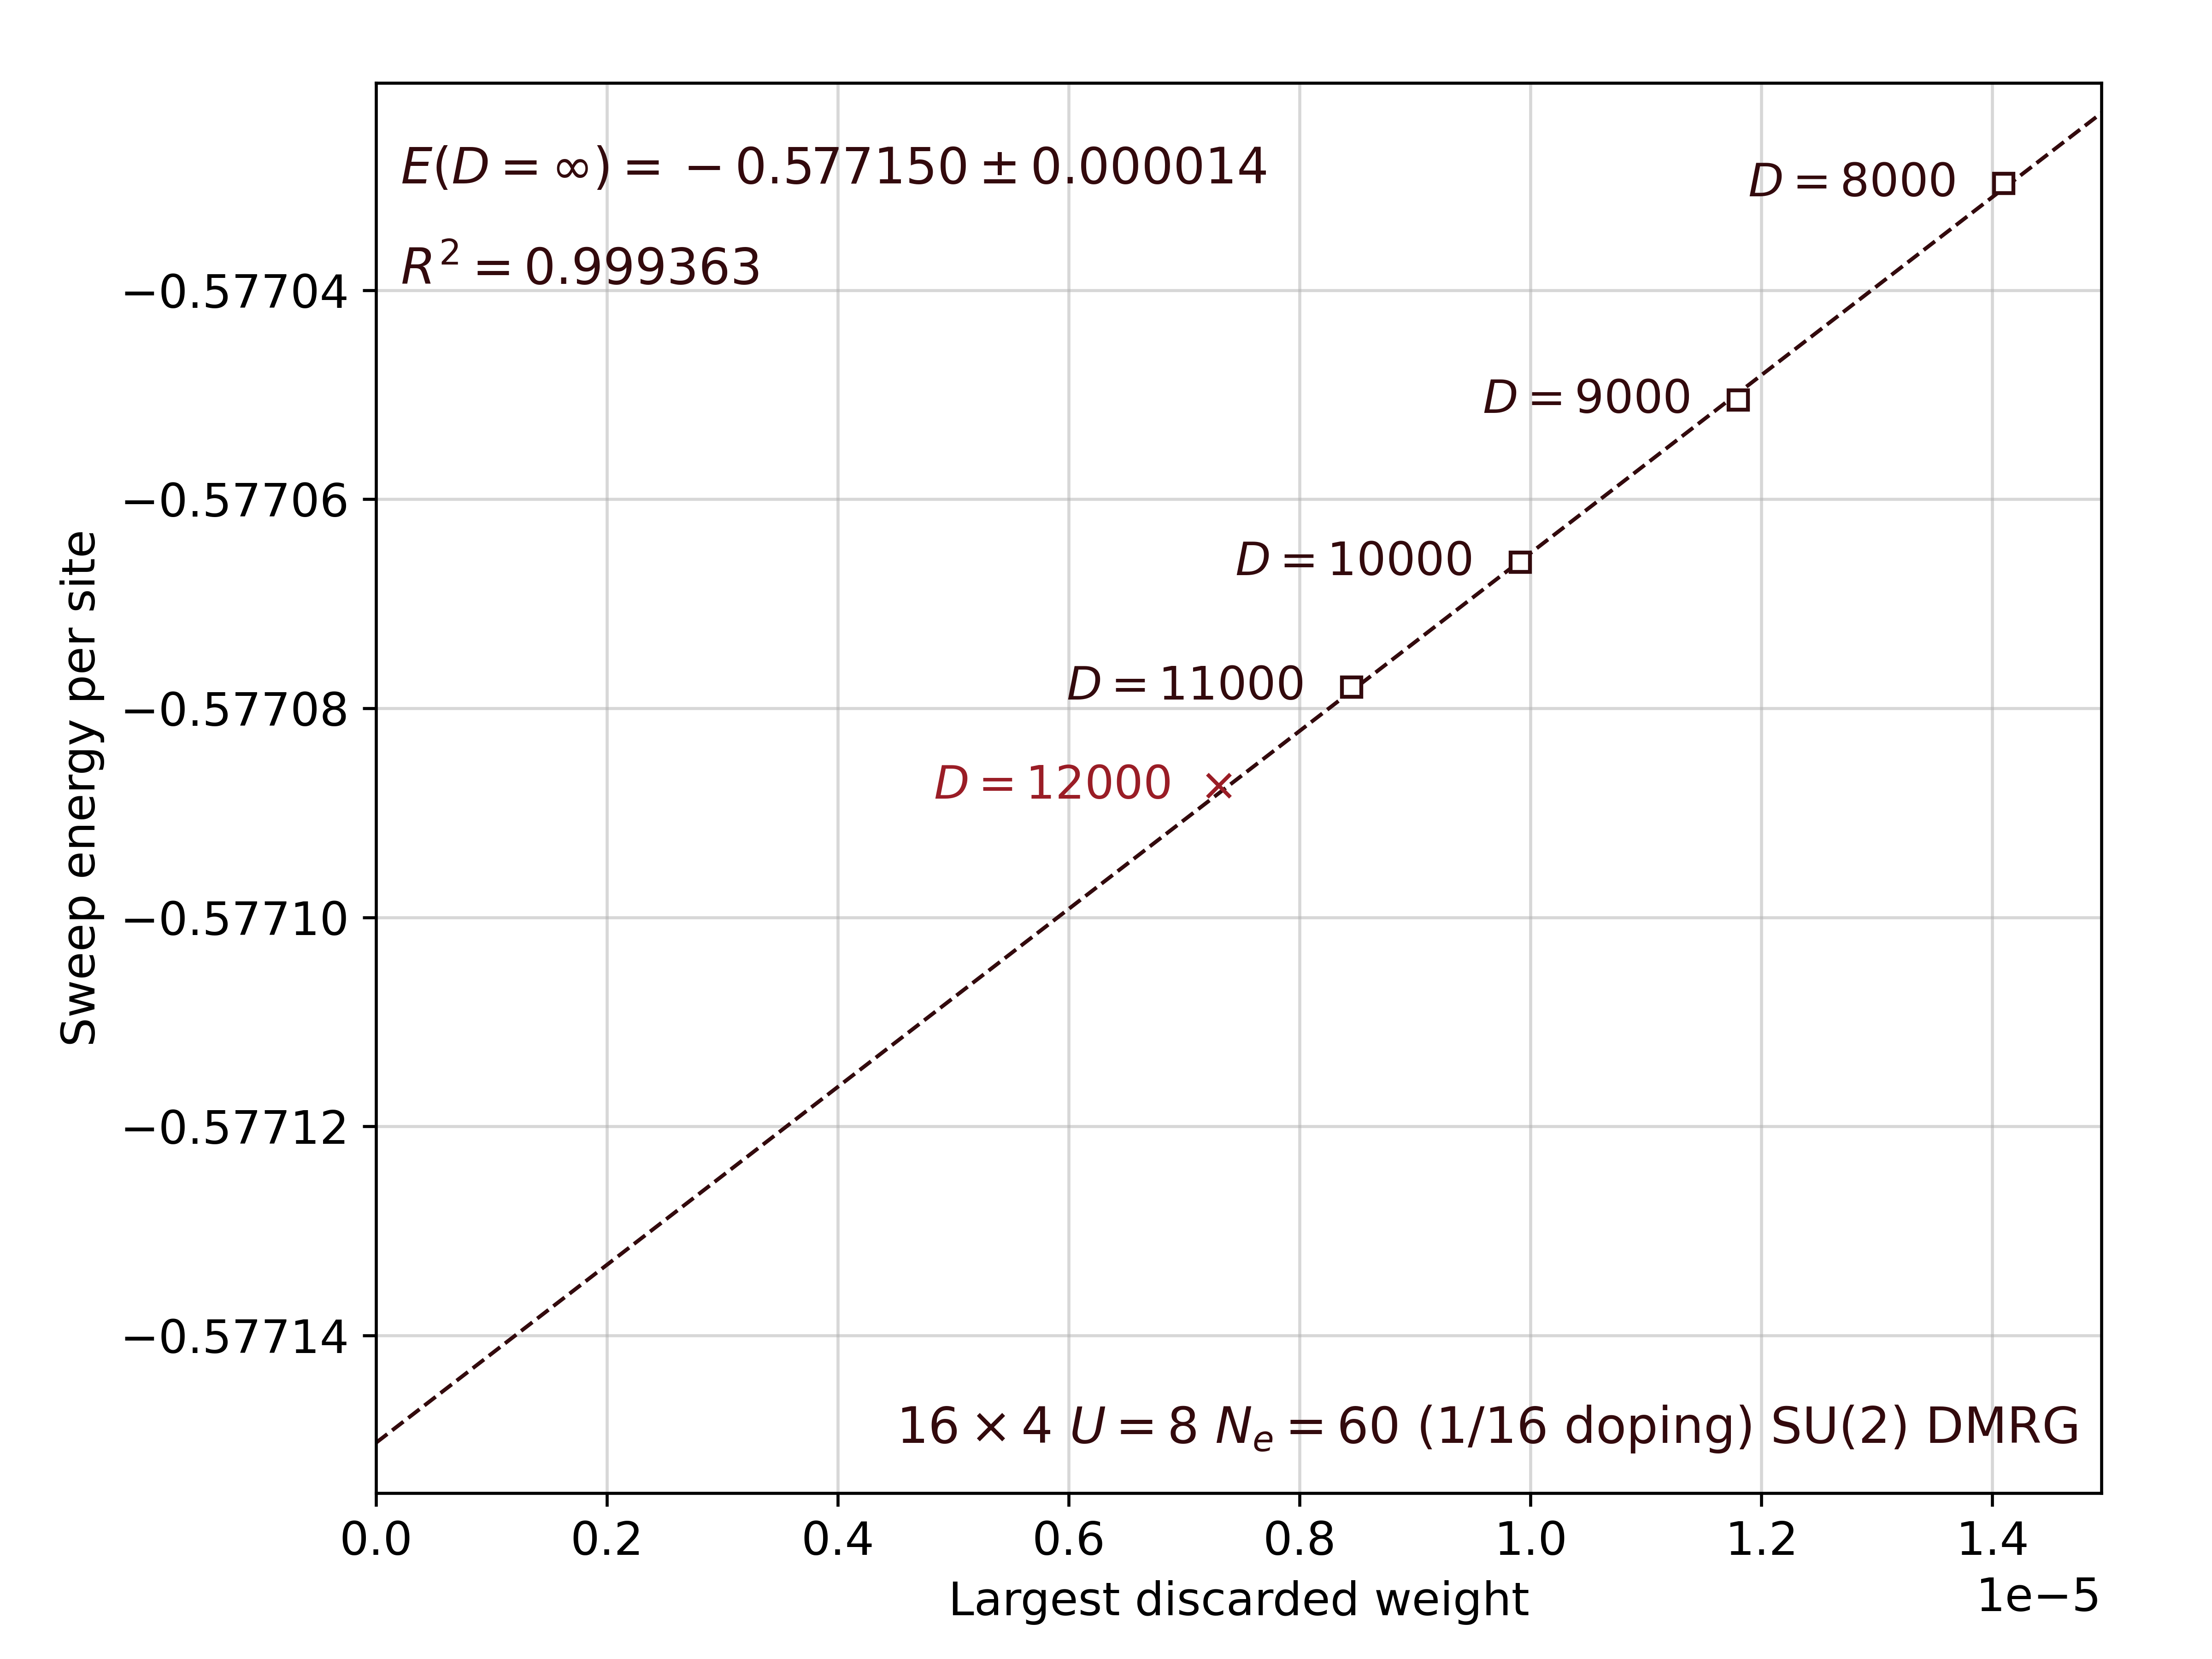 E(D = ∞) = − 0.577150 ± 0.000014
R² = 0.999363
D = 8000
D = 9000
D = 10000
D = 11000
D = 12000
16 × 4 U = 8 Nₑ = 60 (1/16 doping) SU(2) DMRG
Sweep energy per site
−0.57704
−0.57706
−0.57708
−0.57710
−0.57712
−0.57714
0.0 0.2 0.4 0.6 0.8 1.0 1.2 1.4
Largest discarded weight
1e−5